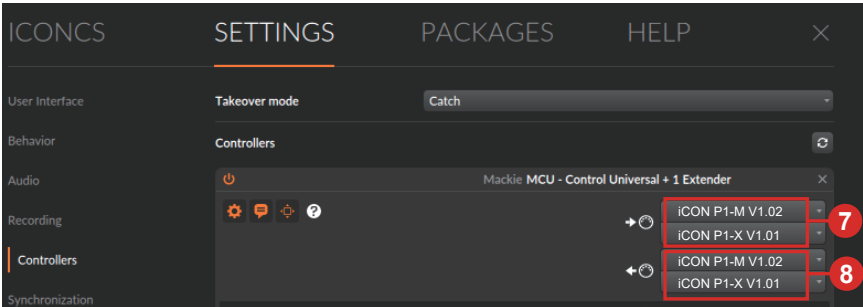 ICONCS SETTINGS PACKAGES HELP
User Interface
Takeover mode Catch
Behavior
Controllers
Audio
Mackie MCU - Control Universal + 1 Extender
Recording
iCON P1-M V1.02
7
iCON P1-X V1.01
Controllers
iCON P1-M V1.02
8
iCON P1-X V1.01
Synchronization